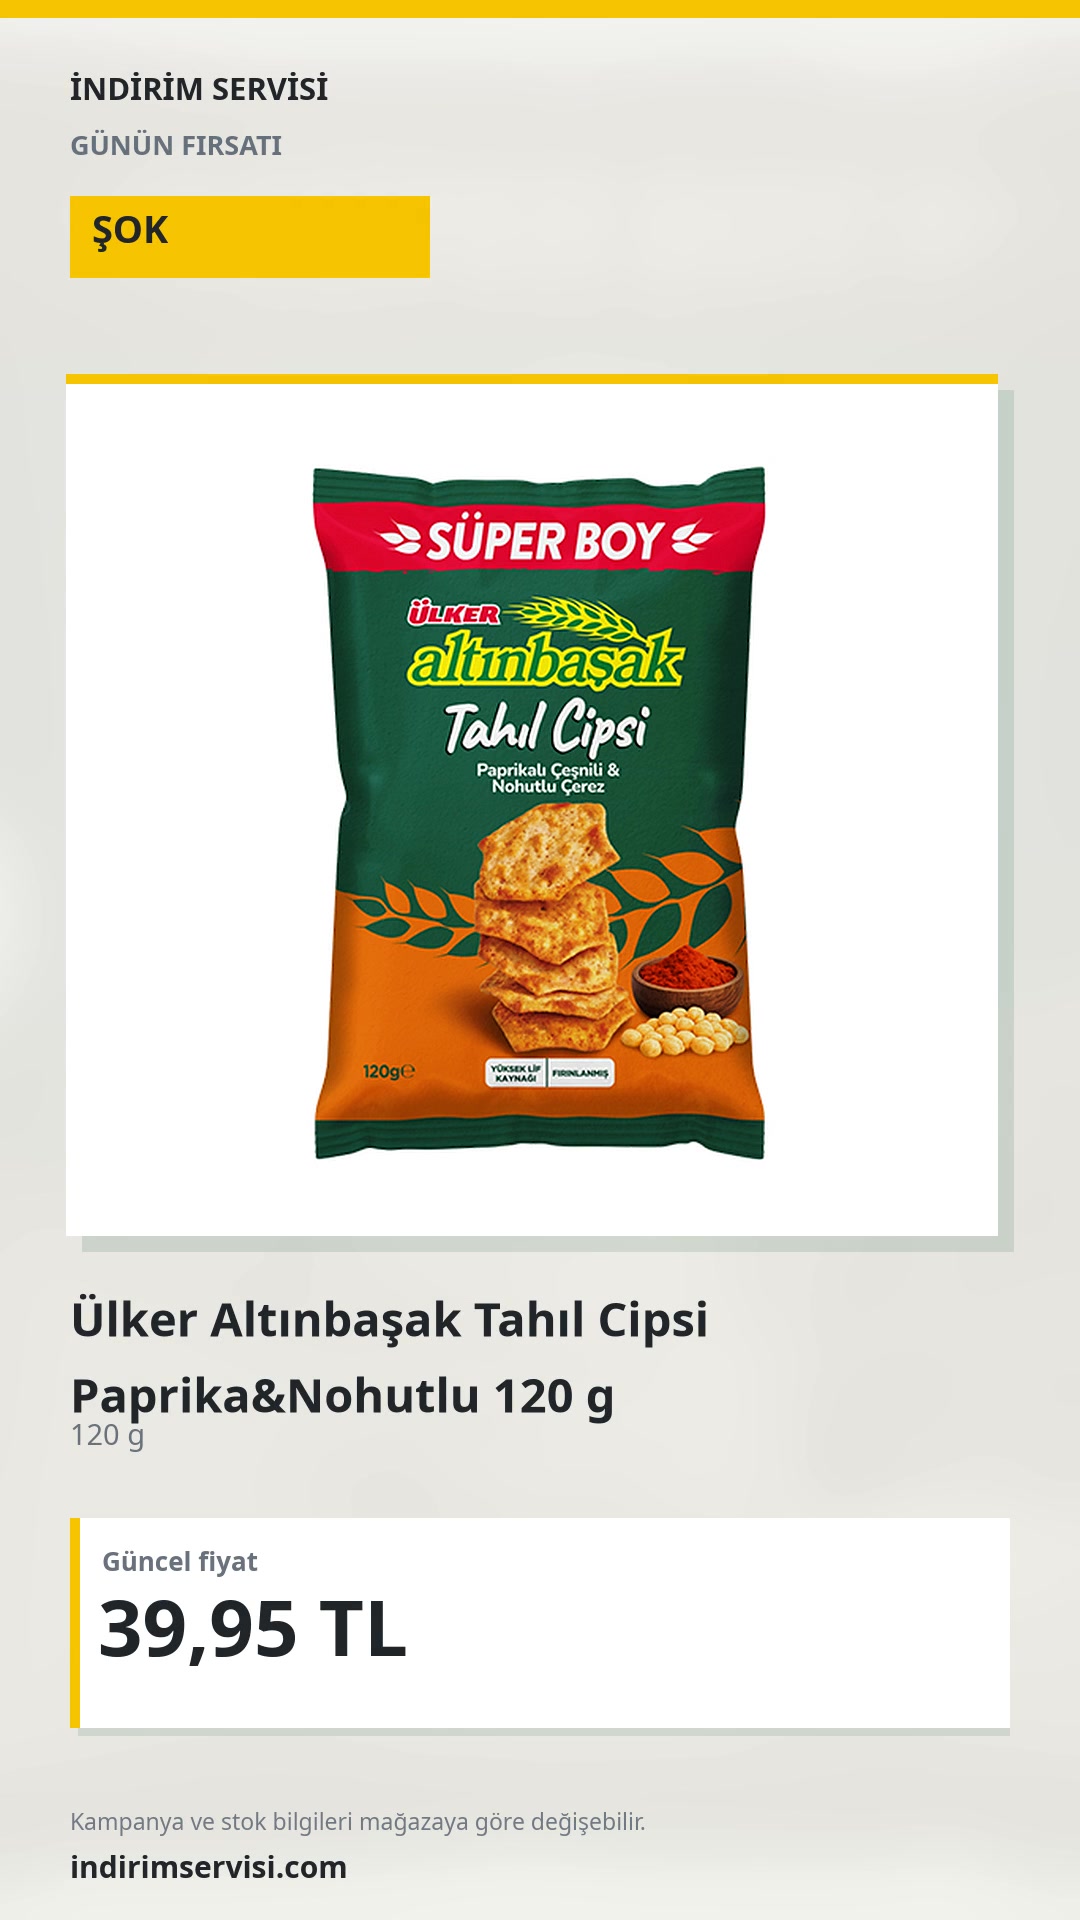 İNDİRİM SERVİSİ
GÜNÜN FIRSATI
ŞOK
SÜPER BOY
ÜLKER
altınbaşak
Tahıl Cipsi
Paprikalı Çeşnili &
Nohutlu Çerez
120g℮
YÜKSEK LİF
KAYNAĞI
FIRINLANMIŞ
Ülker Altınbaşak Tahıl Cipsi
Paprika&Nohutlu 120 g
120 g
Güncel fiyat
39,95 TL
Kampanya ve stok bilgileri mağazaya göre değişebilir.
indirimservisi.com